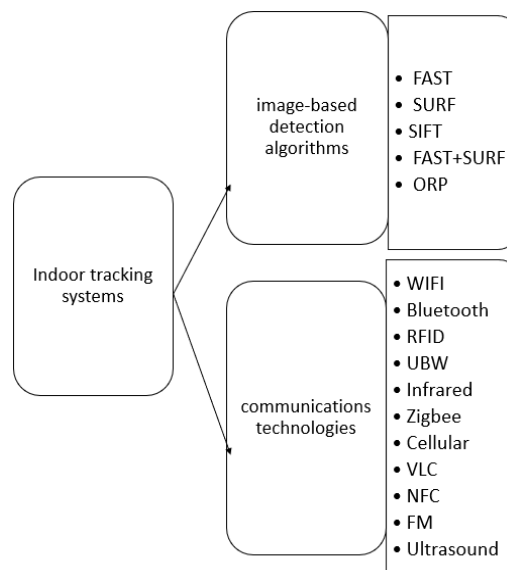 Indoor tracking
systems
image-based
detection
algorithms
• FAST
• SURF
• SIFT
• FAST+SURF
• ORP
communications
technologies
• WIFI
• Bluetooth
• RFID
• UBW
• Infrared
• Zigbee
• Cellular
• VLC
• NFC
• FM
• Ultrasound